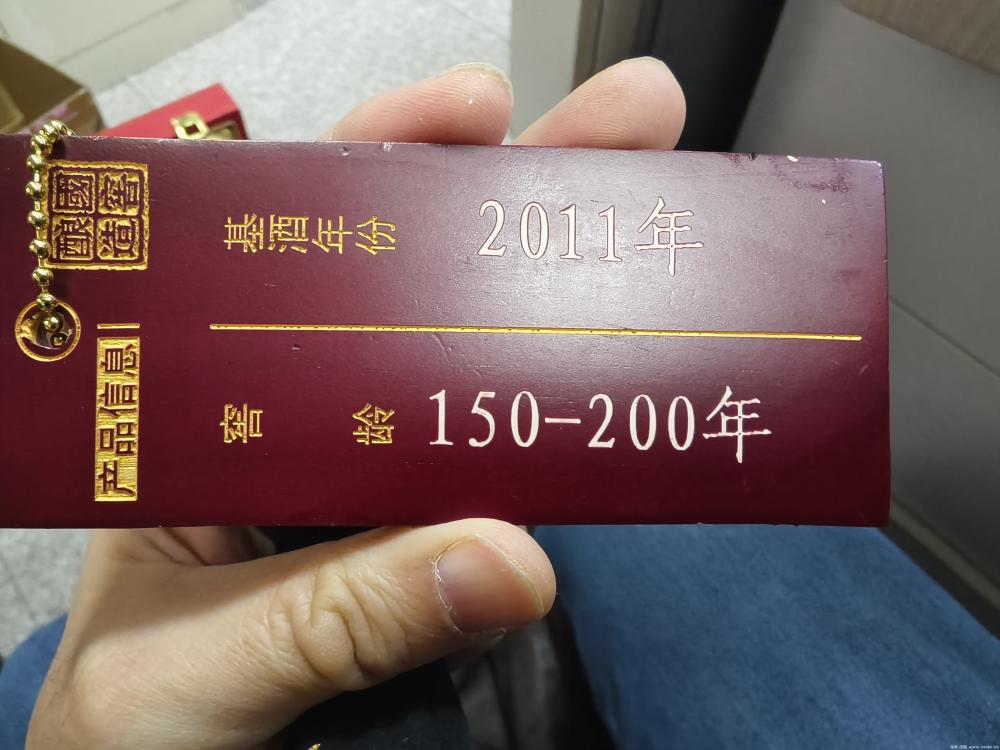 國窖
酿造
产品信息
基酒年份 2011年
窖龄 150-200年